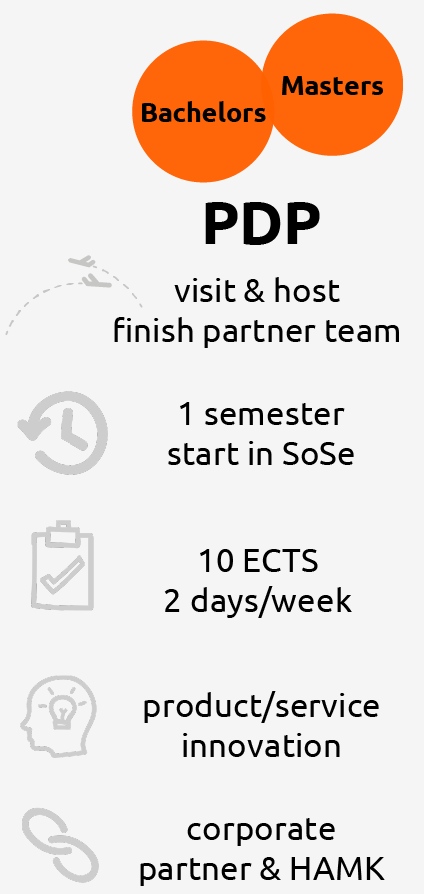 Bachelors
Masters
PDP
visit & host
finish partner team
1 semester
start in SoSe
10 ECTS
2 days/week
product/service
innovation
corporate
partner & HAMK